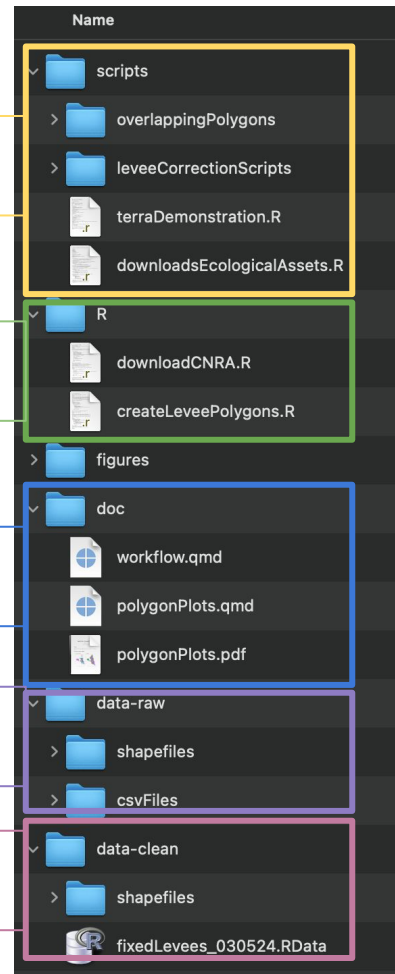 Name
scripts
overlappingPolygons
leveeCorrectionScripts
terraDemonstration.R
downloadsEcologicalAssets.R
R
downloadCNRA.R
createLeveePolygons.R
figures
doc
workflow.qmd
polygonPlots.qmd
polygonPlots.pdf
data-raw
shapefiles
csvFiles
data-clean
shapefiles
fixedLevees_030524.RData